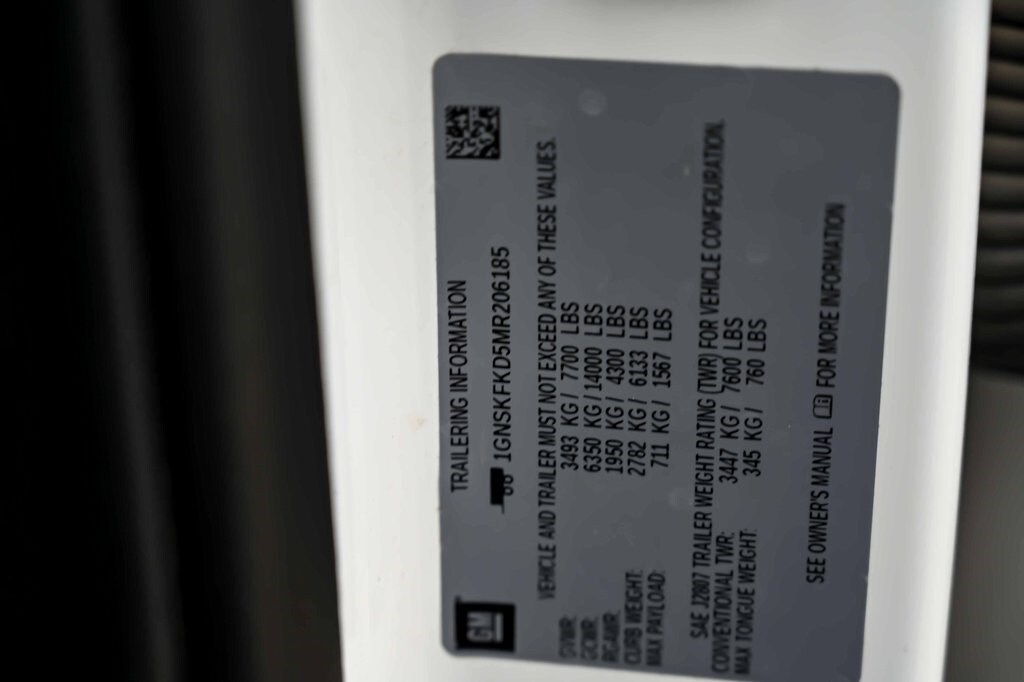 GM
TRAILERING INFORMATION
1GNSKFKD5MR206185
VEHICLE AND TRAILER MUST NOT EXCEED ANY OF THESE VALUES.
GVWR: 3493 KG / 7700 LBS
GCWR: 6350 KG / 14000 LBS
RGAWR: 1950 KG / 4300 LBS
CURB WEIGHT: 2782 KG / 6133 LBS
MAX PAYLOAD: 711 KG / 1567 LBS
SAE J2807 TRAILER WEIGHT RATING (TWR) FOR VEHICLE CONFIGURATION.
CONVENTIONAL TWR: 3447 KG / 7600 LBS
MAX TONGUE WEIGHT: 345 KG / 760 LBS
SEE OWNER'S MANUAL FOR MORE INFORMATION